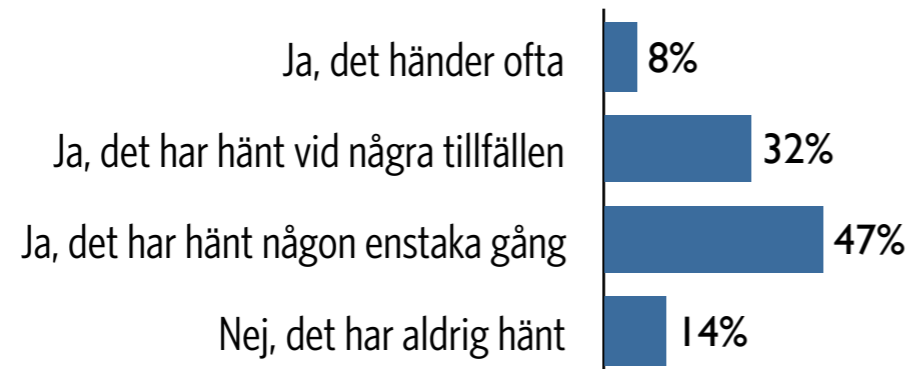 Ja, det händer ofta 8%
Ja, det har hänt vid några tillfällen 32%
Ja, det har hänt någon enstaka gång 47%
Nej, det har aldrig hänt 14%